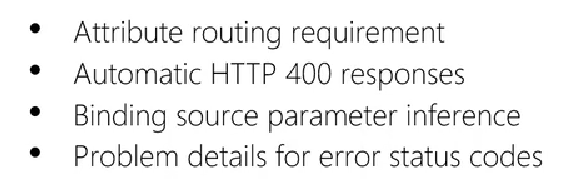 • Attribute routing requirement
• Automatic HTTP 400 responses
• Binding source parameter inference
• Problem details for error status codes